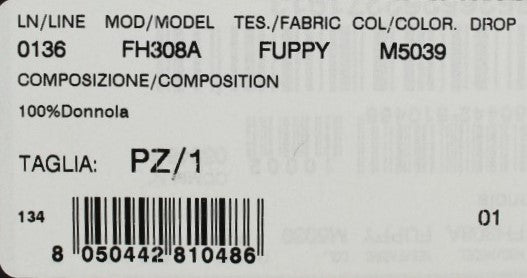 LN/LINE MOD/MODEL TES./FABRIC COL/COLOR. DROP
0136 FH308A FUPPY M5039
COMPOSIZIONE/COMPOSITION
100%Donnola
TAGLIA: PZ/1
134 01
8 050442 810486